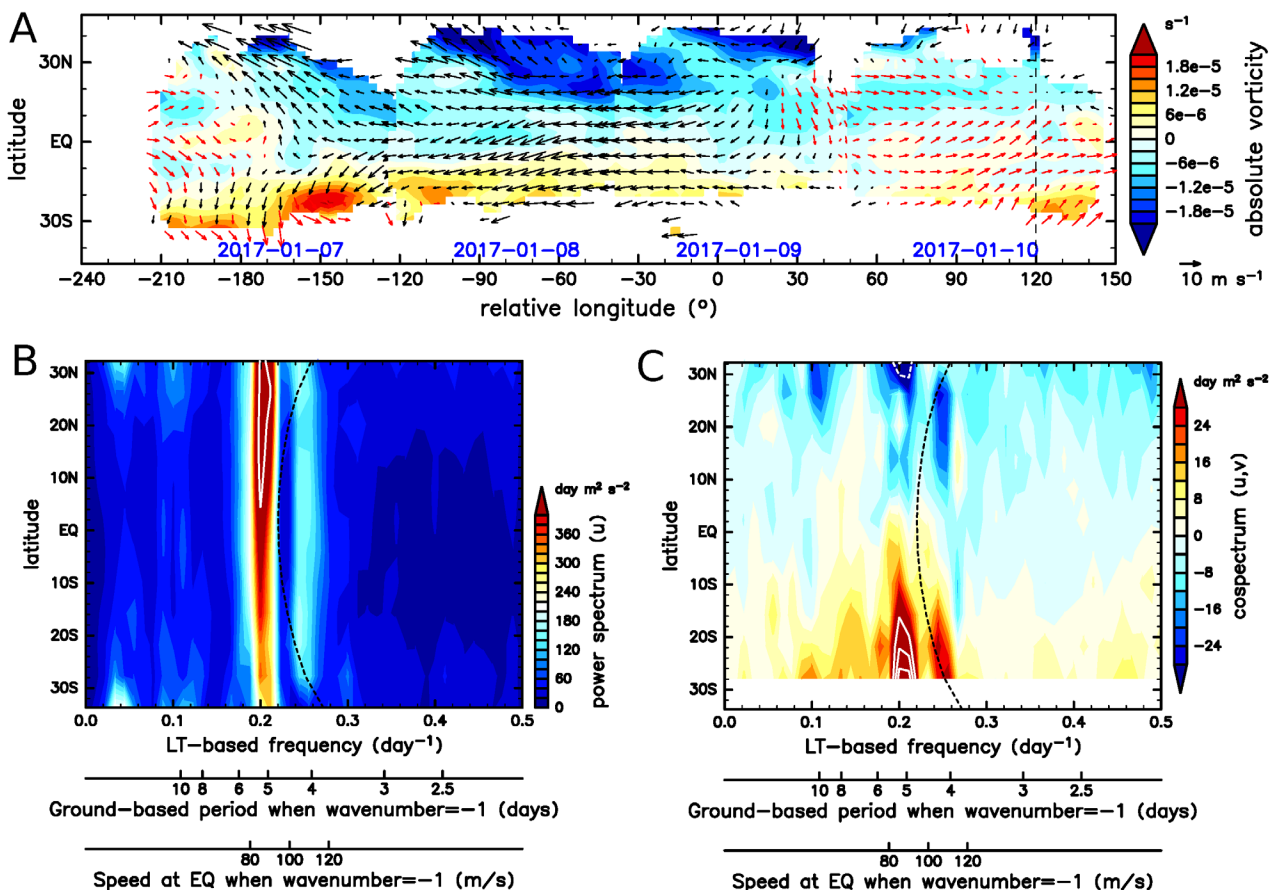 A
s⁻¹
absolute vorticity
1.8e-5
1.2e-5
6e-6
0
-6e-6
-1.2e-5
-1.8e-5
latitude
30N
EQ
30S
2017-01-07 2017-01-08 2017-01-09 2017-01-10
-240 -210 -180 -150 -120 -90 -60 -30 0 30 60 90 120 150
10 m s⁻¹
relative longitude (°)
B
latitude
30N
20N
10N
EQ
10S
20S
30S
0.0 0.1 0.2 0.3 0.4 0.5
LT-based frequency (day⁻¹)
day m² s⁻²
360
300
240
180
120
60
0
power spectrum (u)
10 8 6 5 4 3 2.5
Ground-based period when wavenumber=-1 (days)
80 100 120
Speed at EQ when wavenumber=-1 (m/s)
C
latitude
30N
20N
10N
EQ
10S
20S
30S
0.0 0.1 0.2 0.3 0.4 0.5
LT-based frequency (day⁻¹)
day m² s⁻²
24
16
8
0
-8
-16
-24
cospectrum (u,v)
10 8 6 5 4 3 2.5
Ground-based period when wavenumber=-1 (days)
80 100 120
Speed at EQ when wavenumber=-1 (m/s)